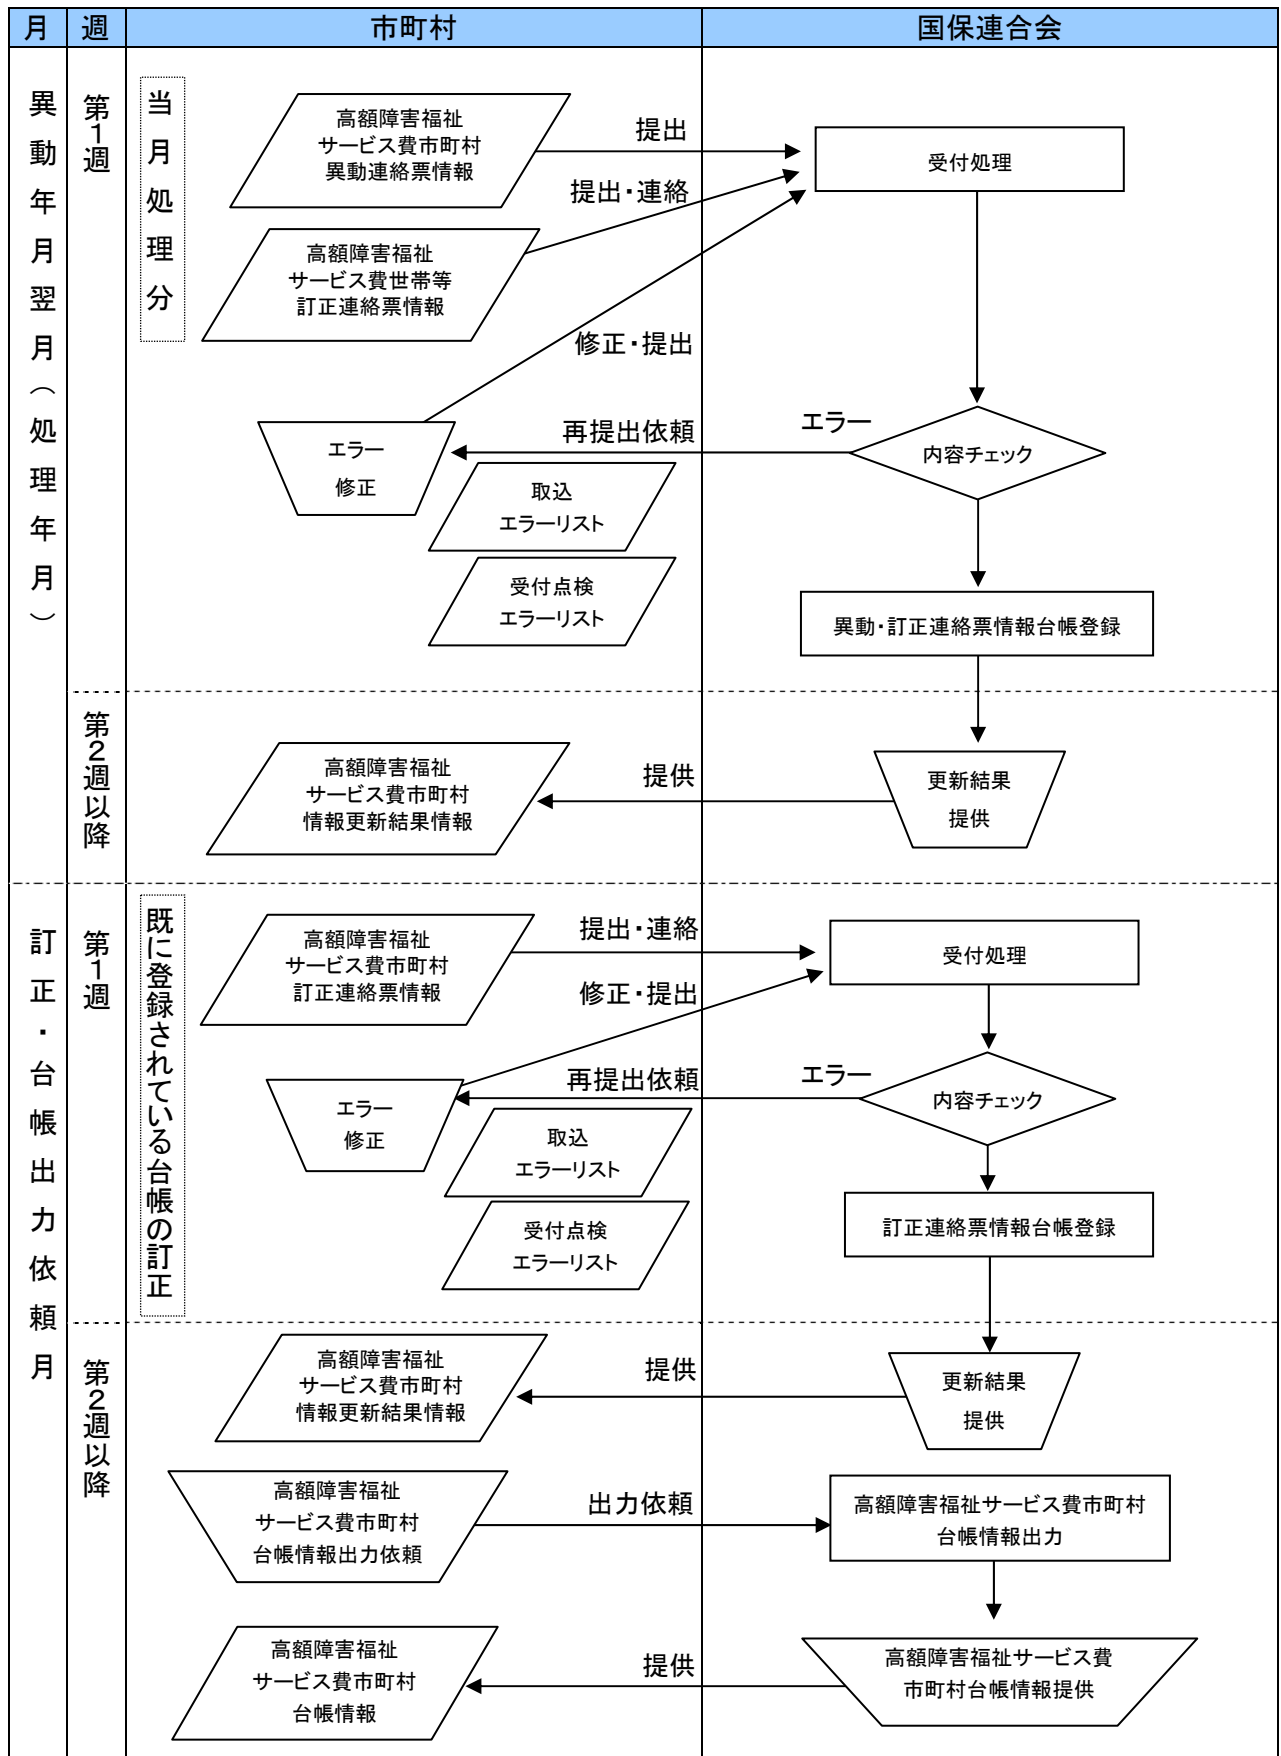 月
週
市町村
国保連合会
異動年月翌月（処理年月）
第１週
当月処理分
高額障害福祉
サービス費市町村
異動連絡票情報
提出
受付処理
提出・連絡
高額障害福祉
サービス費世帯等
訂正連絡票情報
修正・提出
エラー
修正
再提出依頼
エラー
内容チェック
取込
エラーリスト
受付点検
エラーリスト
異動・訂正連絡票情報台帳登録
第２週以降
高額障害福祉
サービス費市町村
情報更新結果情報
提供
更新結果
提供
訂正・台帳出力依頼月
第１週
既に登録されている台帳の訂正
高額障害福祉
サービス費市町村
訂正連絡票情報
提出・連絡
受付処理
修正・提出
エラー
修正
再提出依頼
エラー
内容チェック
取込
エラーリスト
受付点検
エラーリスト
訂正連絡票情報台帳登録
第２週以降
高額障害福祉
サービス費市町村
情報更新結果情報
提供
更新結果
提供
高額障害福祉
サービス費市町村
台帳情報出力依頼
出力依頼
高額障害福祉サービス費市町村
台帳情報出力
高額障害福祉
サービス費市町村
台帳情報
提供
高額障害福祉サービス費
市町村台帳情報提供